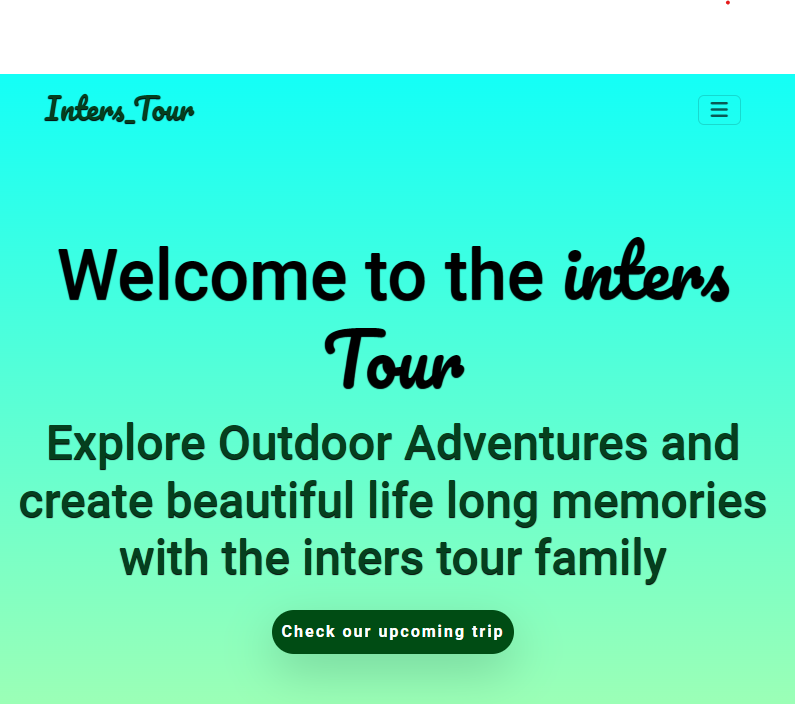 Inters_Tour
Welcome to the inters
Tour
Explore Outdoor Adventures and
create beautiful life long memories
with the inters tour family
Check our upcoming trip